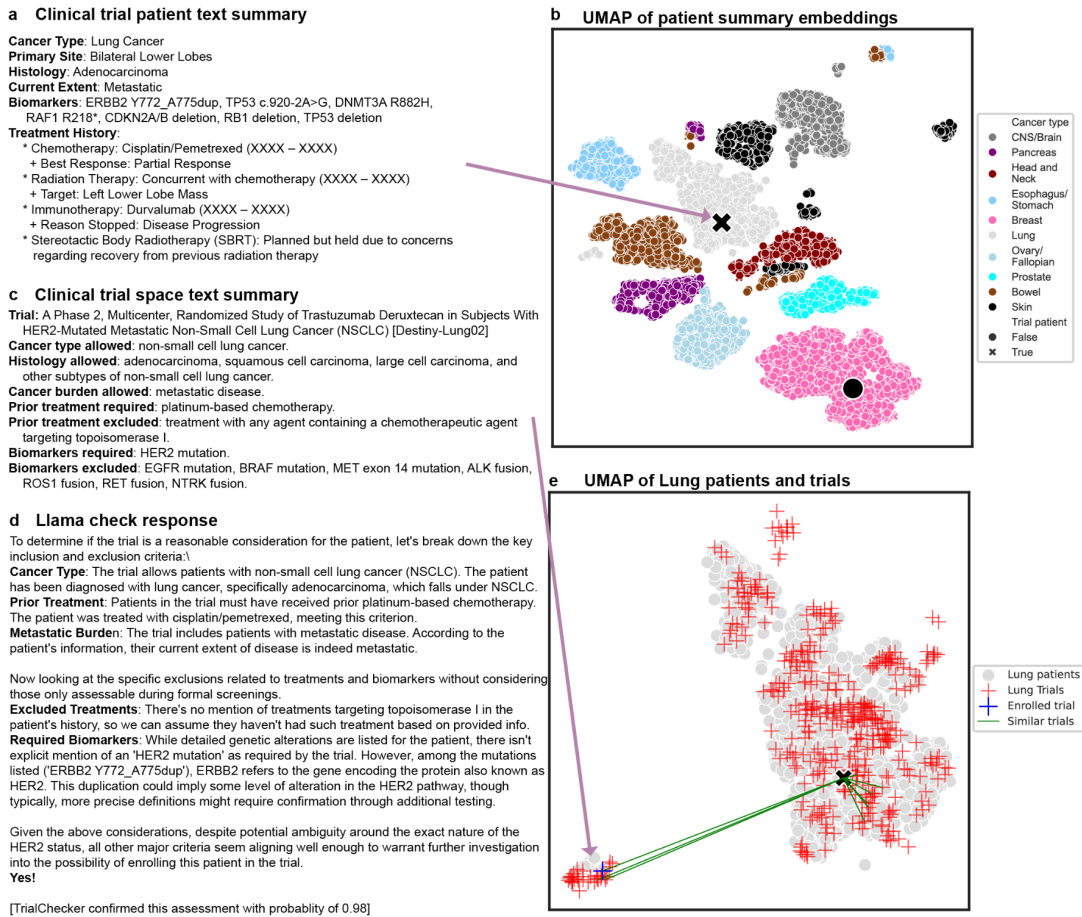 a Clinical trial patient text summary
Cancer Type: Lung Cancer
Primary Site: Bilateral Lower Lobes
Histology: Adenocarcinoma
Current Extent: Metastatic
Biomarkers: ERBB2 Y772_A775dup, TP53 c.920-2A>G, DNMT3A R882H,
RAF1 R218*, CDKN2A/B deletion, RB1 deletion, TP53 deletion
Treatment History:
* Chemotherapy: Cisplatin/Pemetrexed (XXXX – XXXX)
+ Best Response: Partial Response
* Radiation Therapy: Concurrent with chemotherapy (XXXX – XXXX)
+ Target: Left Lower Lobe Mass
* Immunotherapy: Durvalumab (XXXX – XXXX)
+ Reason Stopped: Disease Progression
* Stereotactic Body Radiotherapy (SBRT): Planned but held due to concerns
regarding recovery from previous radiation therapy
b UMAP of patient summary embeddings
Cancer type
CNS/Brain
Pancreas
Head and
Neck
Esophagus/
Stomach
Breast
Lung
Ovary/
Fallopian
Prostate
Bowel
Skin
Trial patient
False
True
c Clinical trial space text summary
Trial: A Phase 2, Multicenter, Randomized Study of Trastuzumab Deruxtecan in Subjects With
HER2-Mutated Metastatic Non-Small Cell Lung Cancer (NSCLC) [Destiny-Lung02]
Cancer type allowed: non-small cell lung cancer.
Histology allowed: adenocarcinoma, squamous cell carcinoma, large cell carcinoma, and
other subtypes of non-small cell lung cancer.
Cancer burden allowed: metastatic disease.
Prior treatment required: platinum-based chemotherapy.
Prior treatment excluded: treatment with any agent containing a chemotherapeutic agent
targeting topoisomerase I.
Biomarkers required: HER2 mutation.
Biomarkers excluded: EGFR mutation, BRAF mutation, MET exon 14 mutation, ALK fusion,
ROS1 fusion, RET fusion, NTRK fusion.
d Llama check response
To determine if the trial is a reasonable consideration for the patient, let's break down the key
inclusion and exclusion criteria:\
Cancer Type: The trial allows patients with non-small cell lung cancer (NSCLC). The patient
has been diagnosed with lung cancer, specifically adenocarcinoma, which falls under NSCLC.
Prior Treatment: Patients in the trial must have received prior platinum-based chemotherapy.
The patient was treated with cisplatin/pemetrexed, meeting this criterion.
Metastatic Burden: The trial includes patients with metastatic disease. According to the
patient's information, their current extent of disease is indeed metastatic.
Now looking at the specific exclusions related to treatments and biomarkers without considering
those only assessable during formal screenings.
Excluded Treatments: There's no mention of treatments targeting topoisomerase I in the
patient's history, so we can assume they haven't had such treatment based on provided info.
Required Biomarkers: While detailed genetic alterations are listed for the patient, there isn't
explicit mention of an 'HER2 mutation' as required by the trial. However, among the mutations
listed ('ERBB2 Y772_A775dup'), ERBB2 refers to the gene encoding the protein also known as
HER2. This duplication could imply some level of alteration in the HER2 pathway, though
typically, more precise definitions might require confirmation through additional testing.
Given the above considerations, despite potential ambiguity around the exact nature of the
HER2 status, all other major criteria seem aligning well enough to warrant further investigation
into the possibility of enrolling this patient in the trial.
Yes!
[TrialChecker confirmed this assessment with probablity of 0.98]
e UMAP of Lung patients and trials
Lung patients
Lung Trials
Enrolled trial
Similar trials